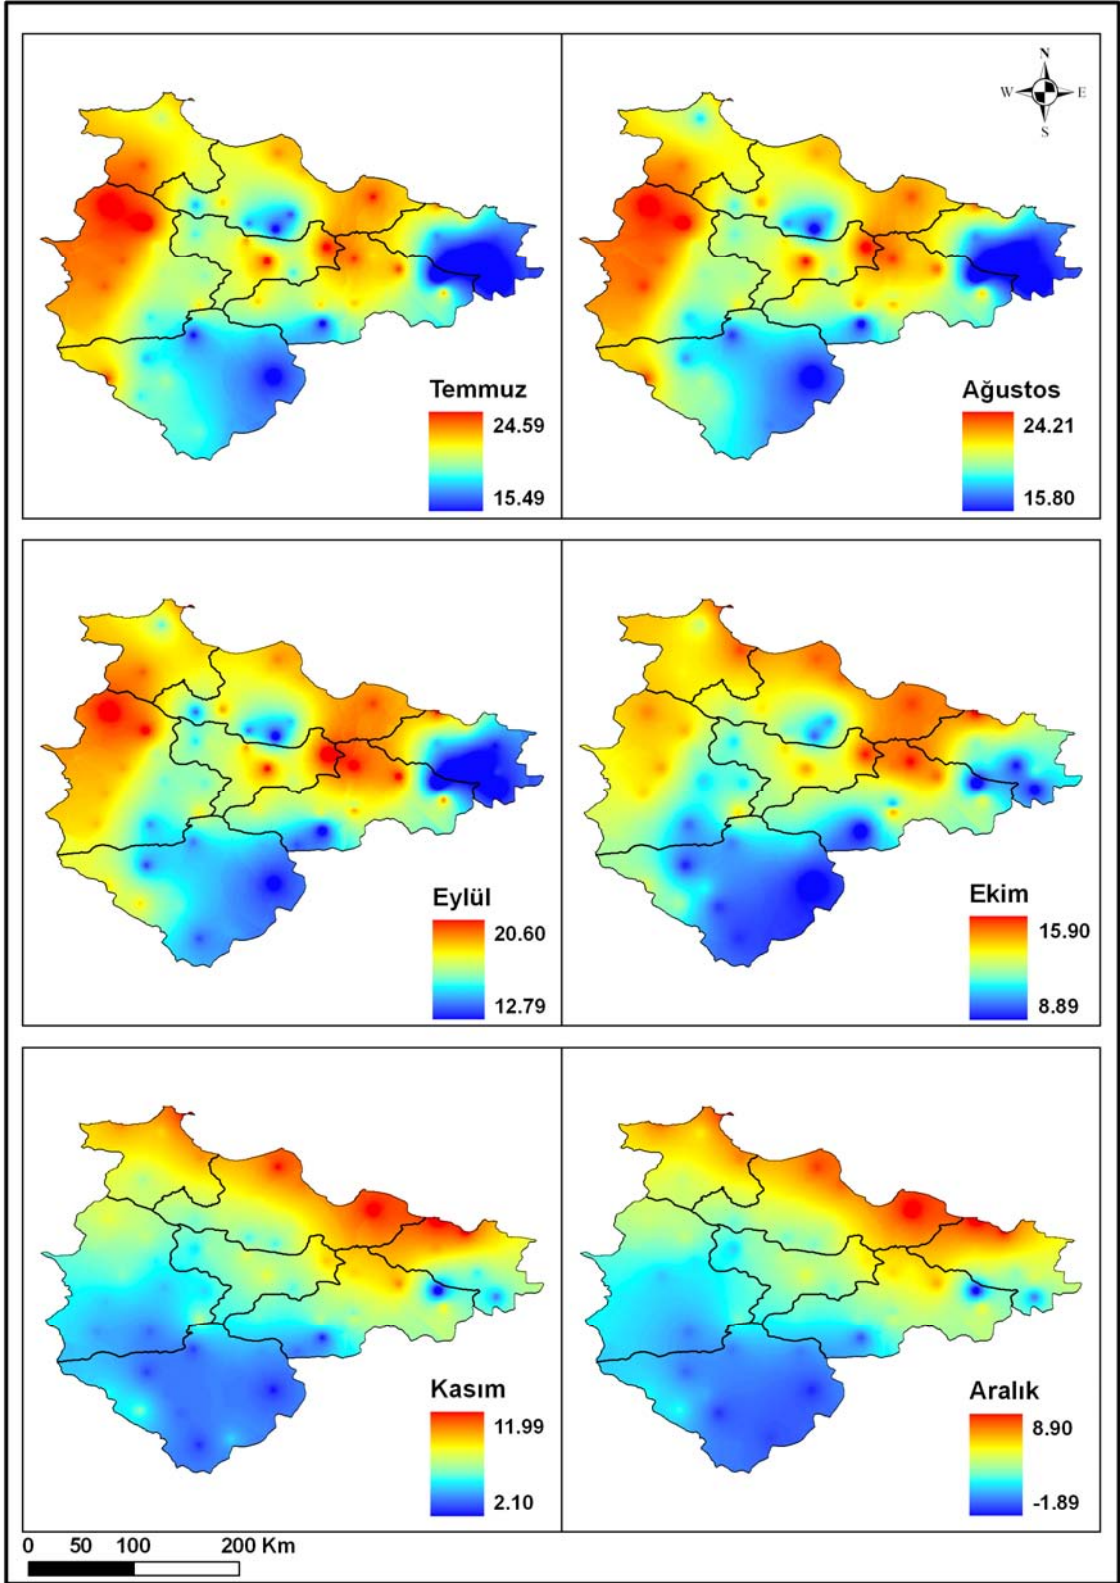 N
W E
S
Temmuz
24.59
15.49
Ağustos
24.21
15.80
Eylül
20.60
12.79
Ekim
15.90
8.89
Kasım
11.99
2.10
Aralık
8.90
-1.89
0 50 100 200 Km